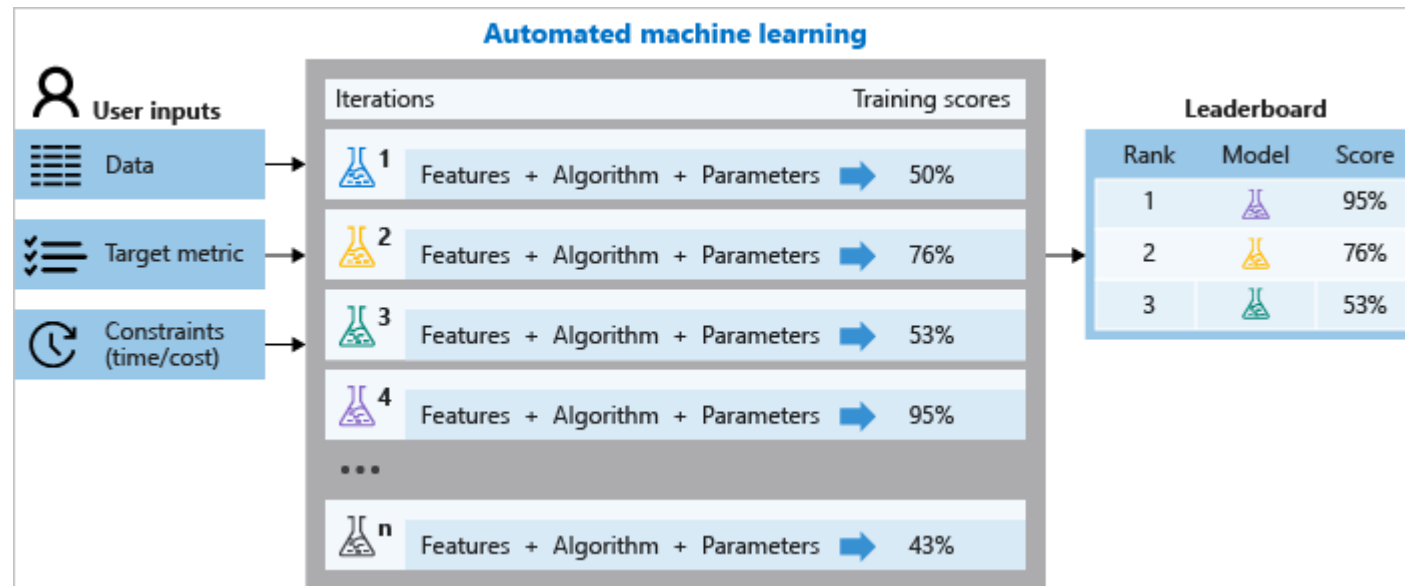 Automated machine learning
User inputs
Data
Target metric
Constraints
(time/cost)
Iterations Training scores
1 Features + Algorithm + Parameters 50%
2 Features + Algorithm + Parameters 76%
3 Features + Algorithm + Parameters 53%
4 Features + Algorithm + Parameters 95%
•••
n Features + Algorithm + Parameters 43%
Leaderboard
Rank Model Score
1 95%
2 76%
3 53%